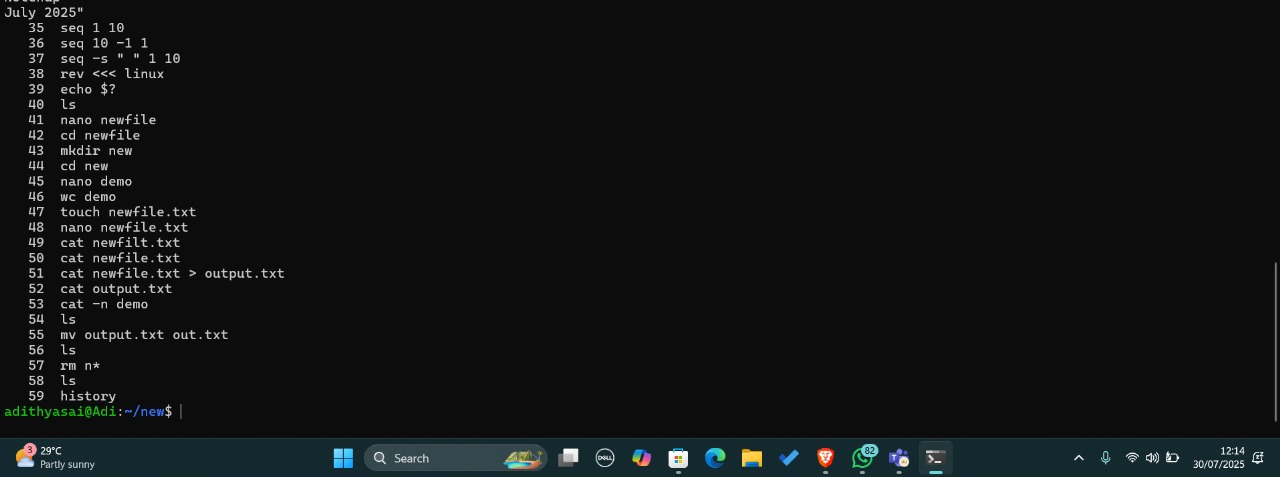 July 2025"
35 seq 1 10
36 seq 10 -1 1
37 seq -s " " 1 10
38 rev <<< linux
39 echo $?
40 ls
41 nano newfile
42 cd newfile
43 mkdir new
44 cd new
45 nano demo
46 wc demo
47 touch newfile.txt
48 nano newfile.txt
49 cat newfilt.txt
50 cat newfile.txt
51 cat newfile.txt > output.txt
52 cat output.txt
53 cat -n demo
54 ls
55 mv output.txt out.txt
56 ls
57 rm n*
58 ls
59 history
adithyasai@Adi:~/new$
3
29°C
Partly sunny
Search
DELL
82
12:14
30/07/2025